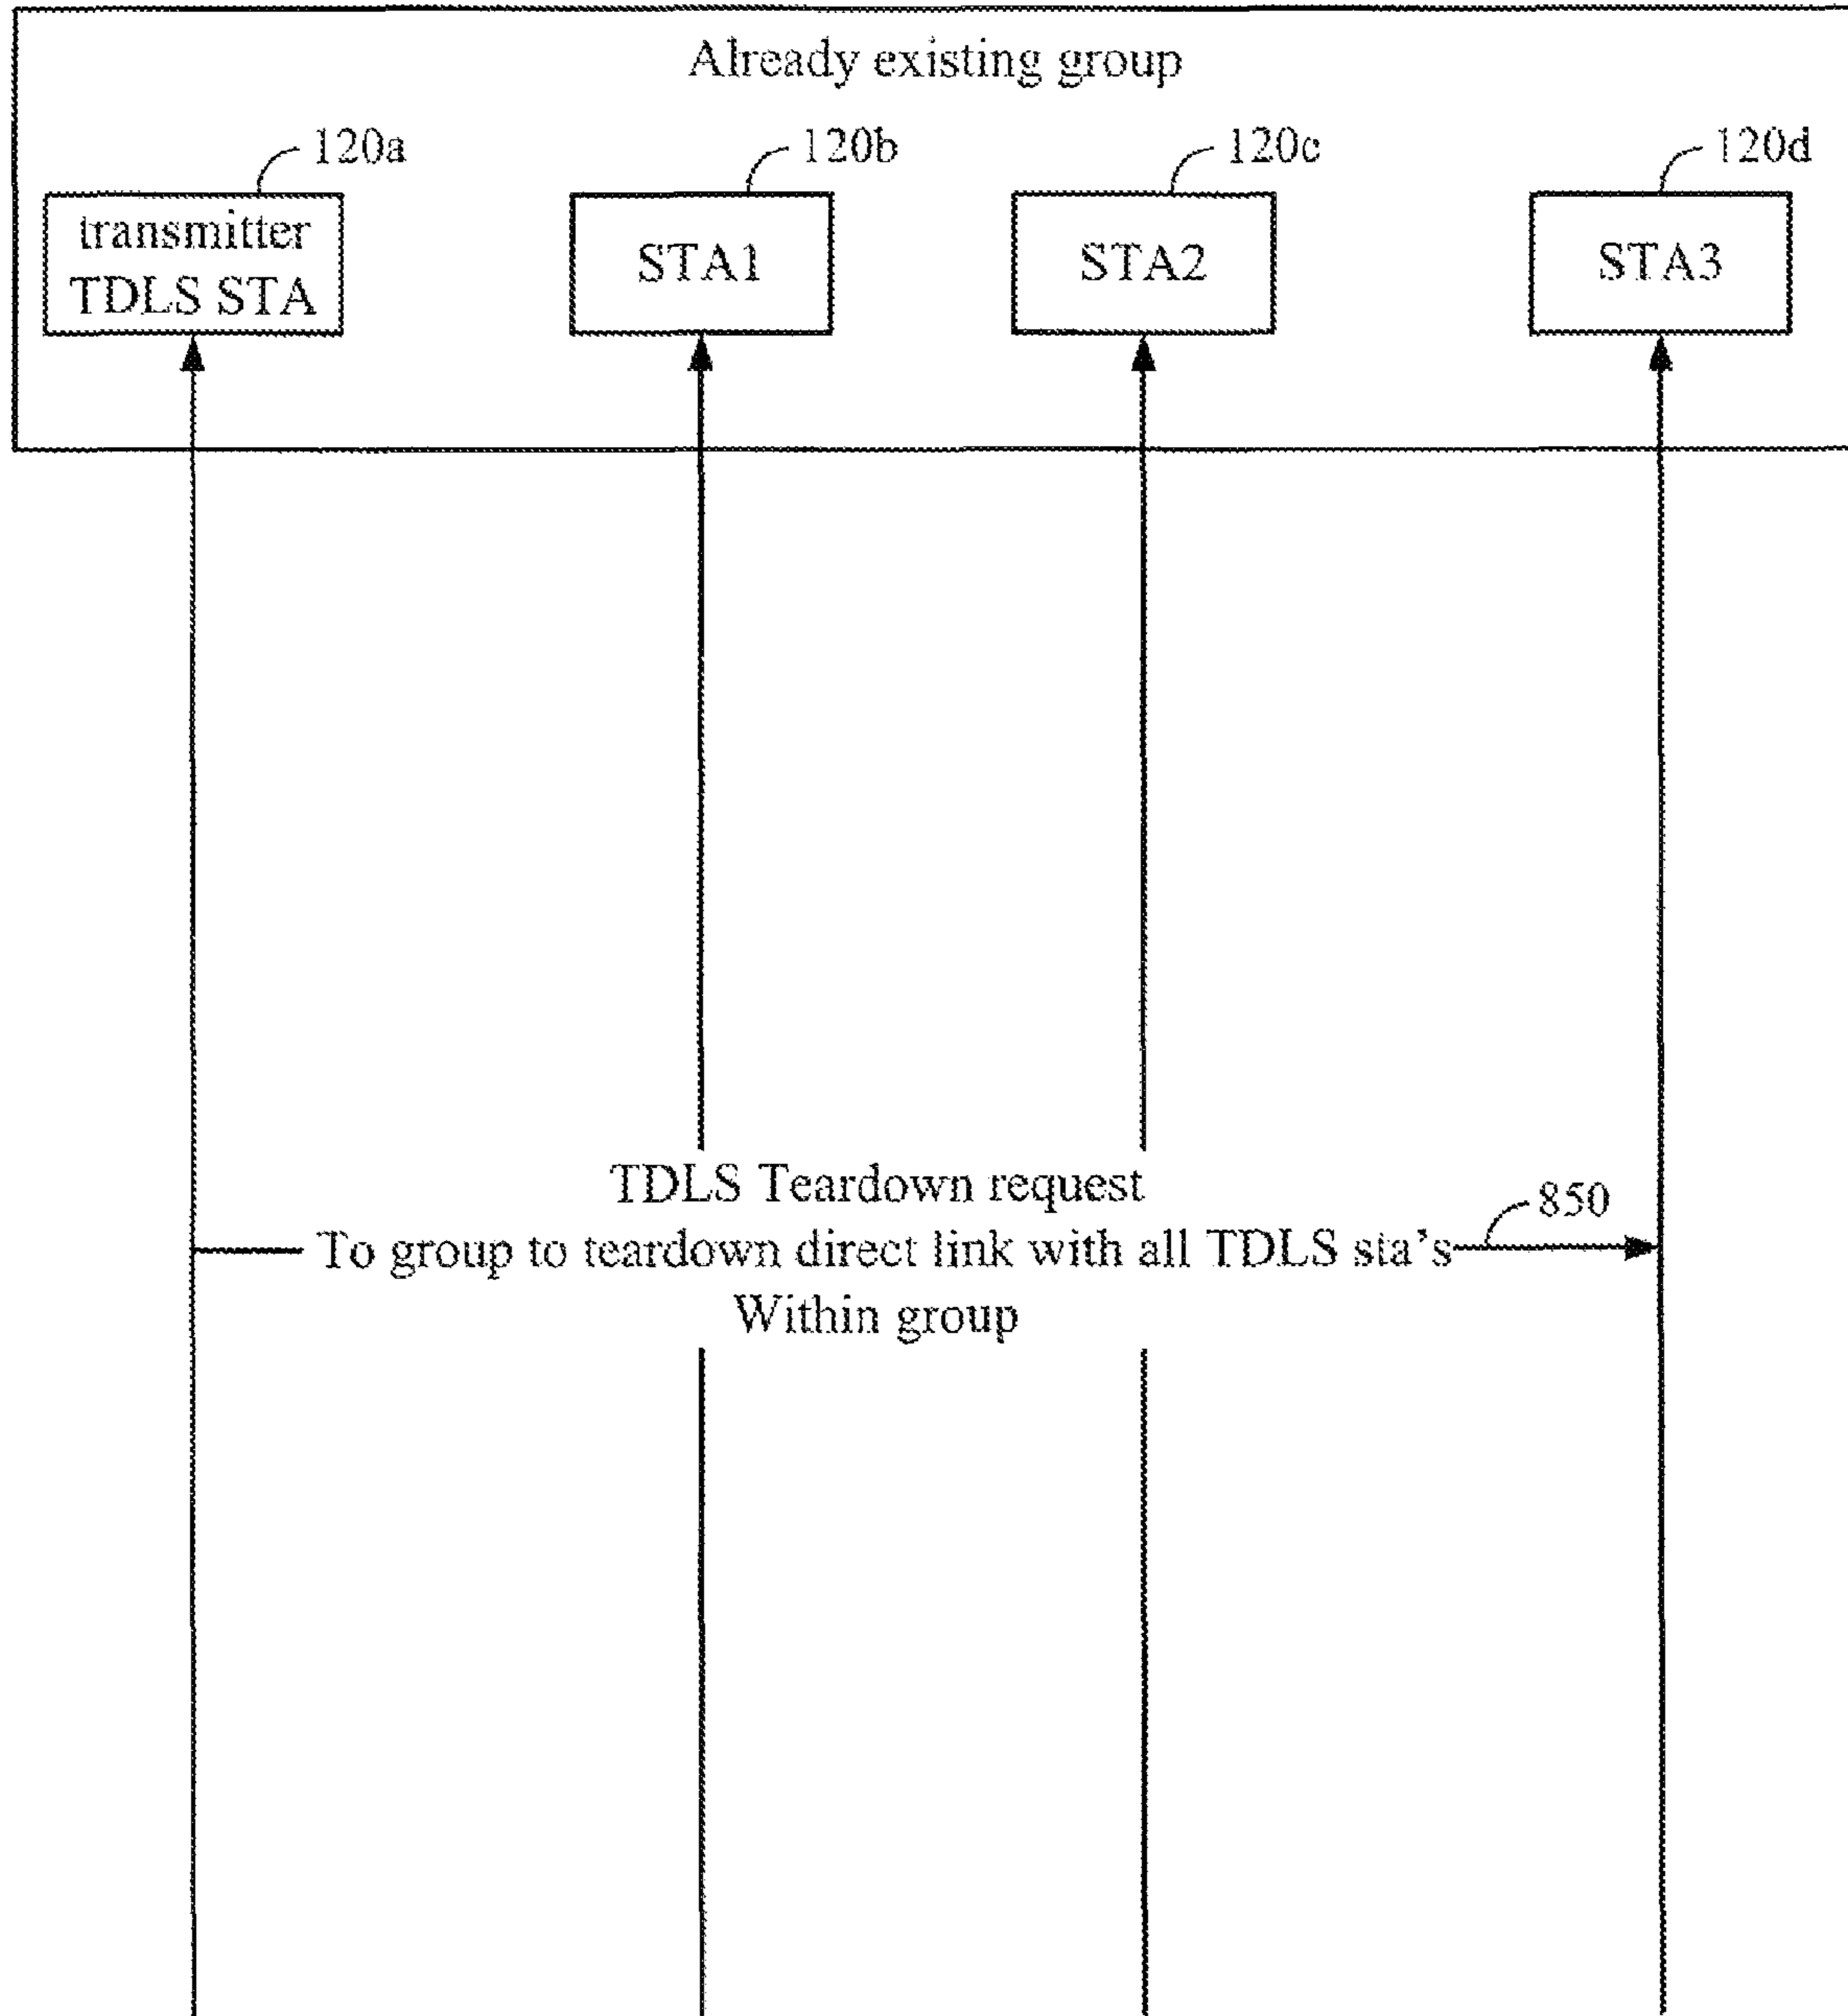 Already existing group
120a
120b
120c
120d
transmitter
TDLS STA
STA1
STA2
STA3
TDLS Teardown request
850
To group to teardown direct link with all TDLS sta's
Within group